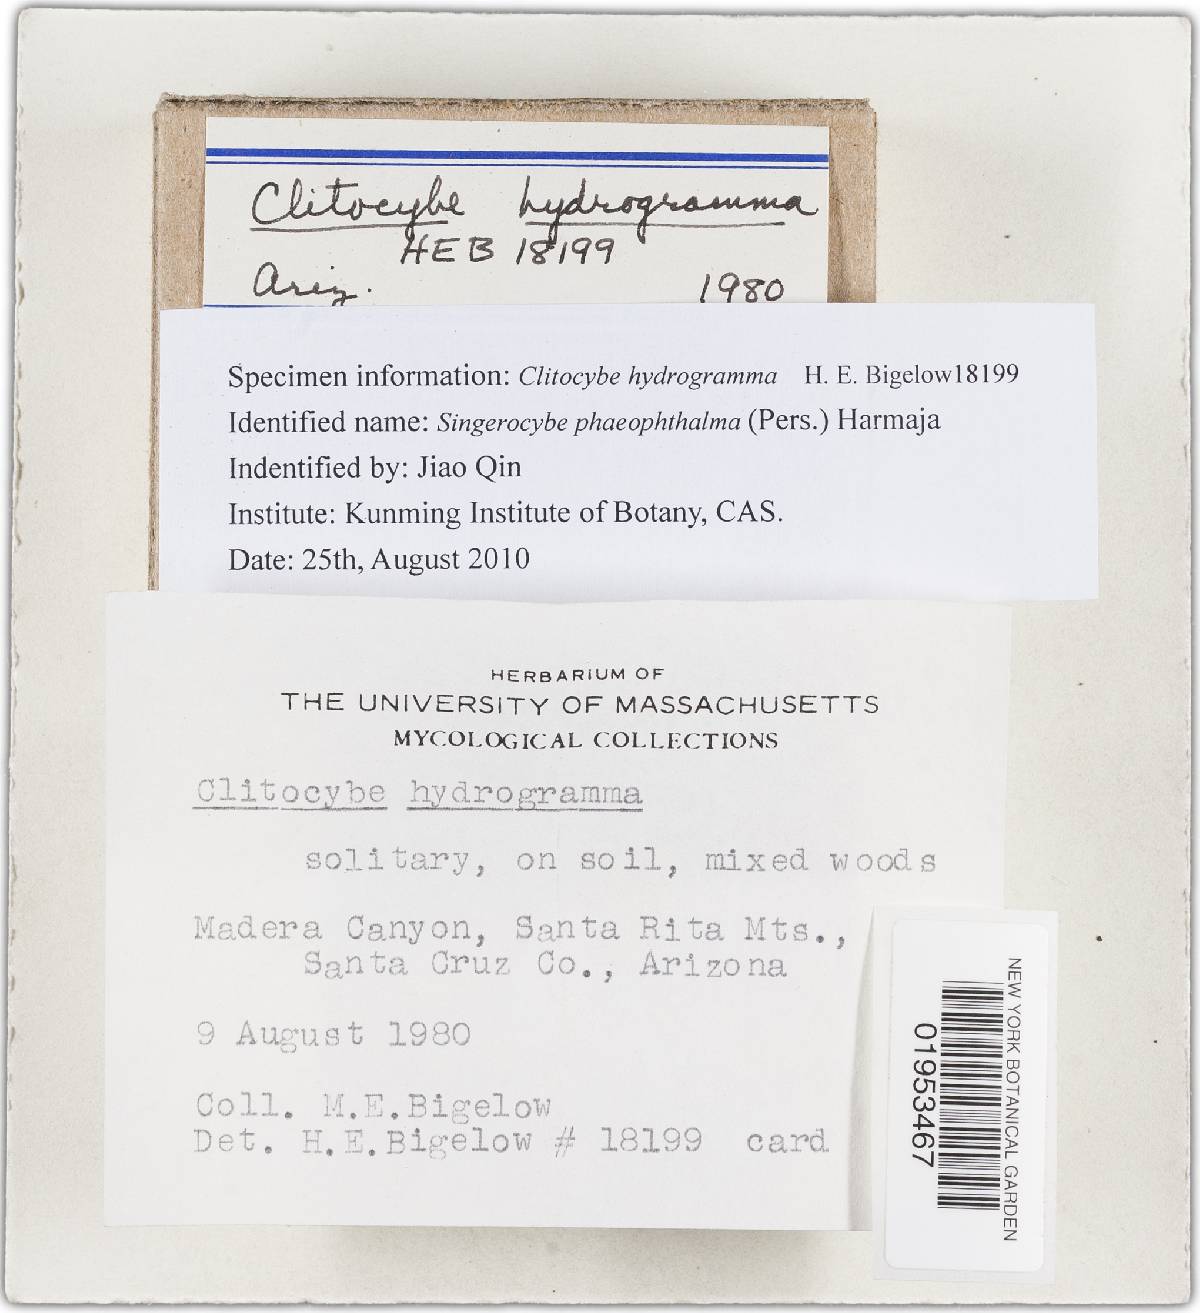 Clitocybe hydrogramma
HEB 18199
Ariz. 1980
Specimen information: Clitocybe hydrogramma H. E. Bigelow18199
Identified name: Singerocybe phaeophthalma (Pers.) Harmaja
Indentified by: Jiao Qin
Institute: Kunming Institute of Botany, CAS.
Date: 25th, August 2010
HERBARIUM OF
THE UNIVERSITY OF MASSACHUSETTS
MYCOLOGICAL COLLECTIONS
Clitocybe hydrogramma
solitary, on soil, mixed woods
Madera Canyon, Santa Rita Mts.,
Santa Cruz Co., Arizona
9 August 1980
Coll. M.E.Bigelow
Det. H.E.Bigelow # 18199 card
NEW YORK BOTANICAL GARDEN
01953467